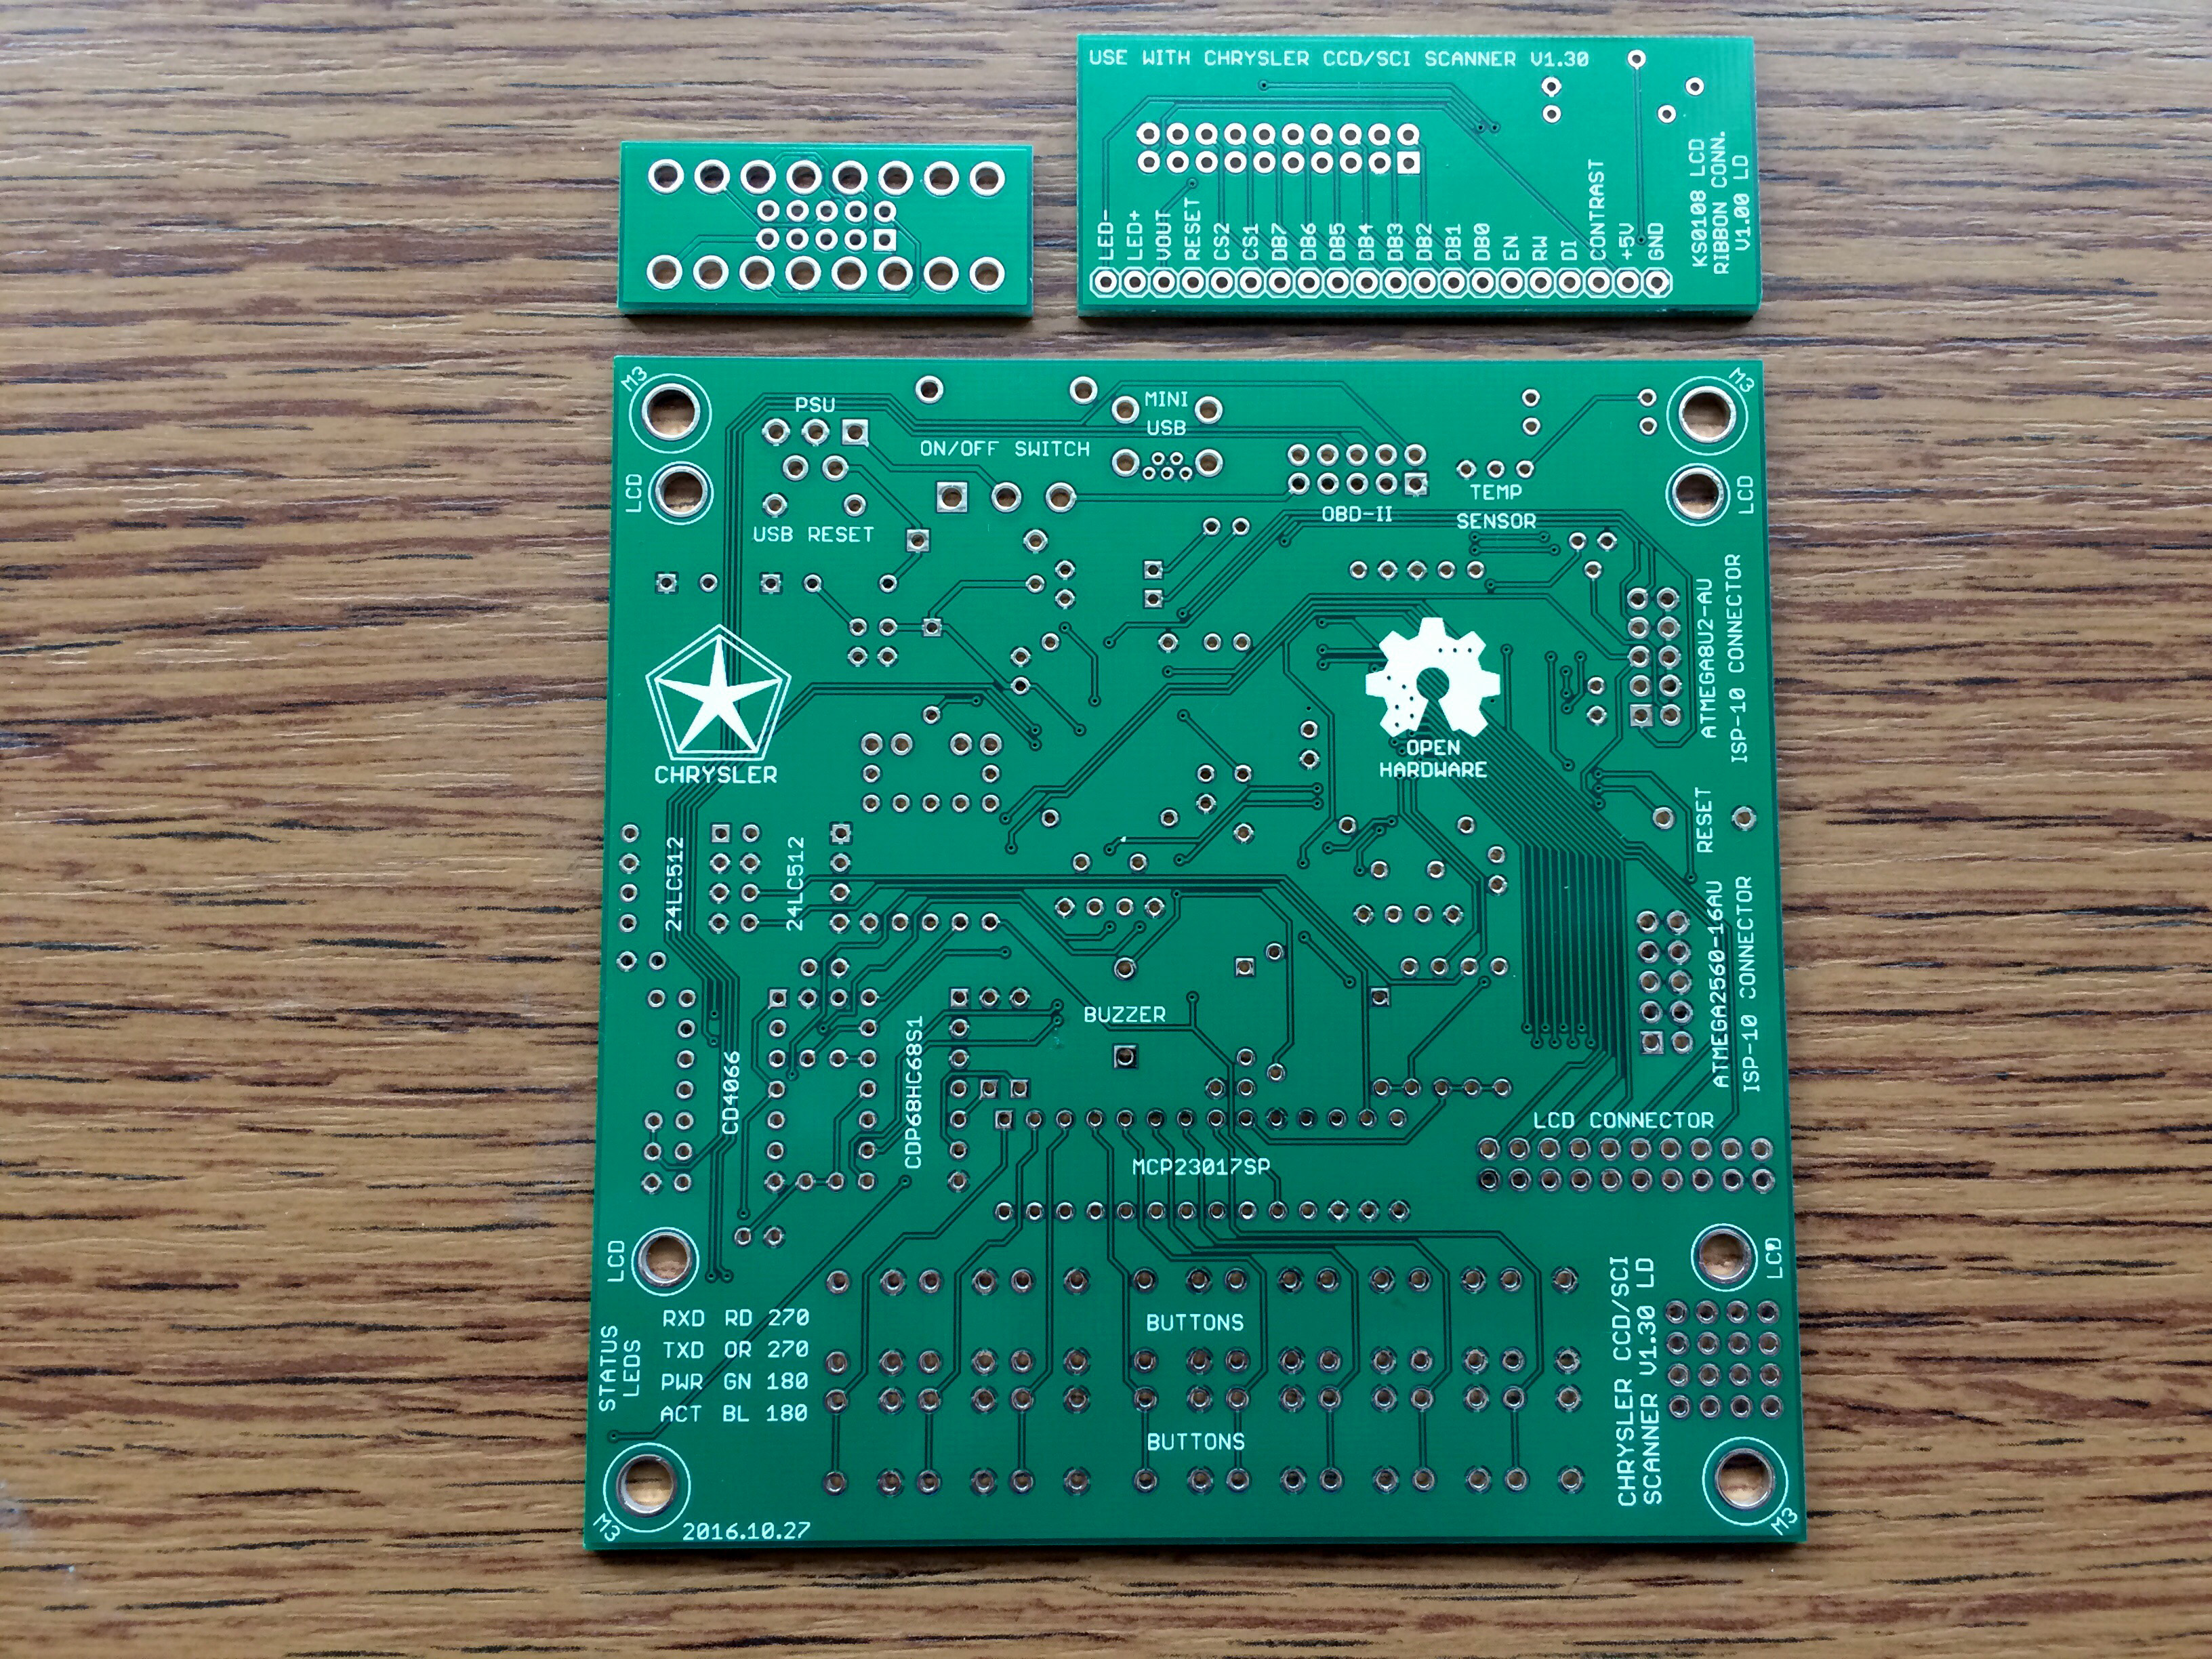 USE WITH CHRYSLER CCD/SCI SCANNER V1.30
LED-
LED+
VOUT
RESET
CS2
CS1
DB7
DB6
DB5
DB4
DB3
DB2
DB1
DB0
EN
RW
DI
CONTRAST
+5V
GND
KS0108 LCD
RIBBON CONN.
V1.00 LD
M3
PSU
MINI
USB
M3
ON/OFF SWITCH
LCD
TEMP
SENSOR
LCD
OBD-II
USB RESET
ATMEGA8U2-AU
ISP-10 CONNECTOR
CHRYSLER
OPEN
HARDWARE
RESET
24LC512
24LC512
ATMEGA2560-16AU
ISP-10 CONNECTOR
BUZZER
CD4066
CDP68HC68S1
LCD CONNECTOR
MCP23017SP
LCD
LCD
STATUS
LEDS
RXD RD 270
TXD OR 270
PWR GN 180
ACT BL 180
BUTTONS
BUTTONS
CHRYSLER CCD/SCI
SCANNER V1.30 LD
M3
2016.10.27
M3